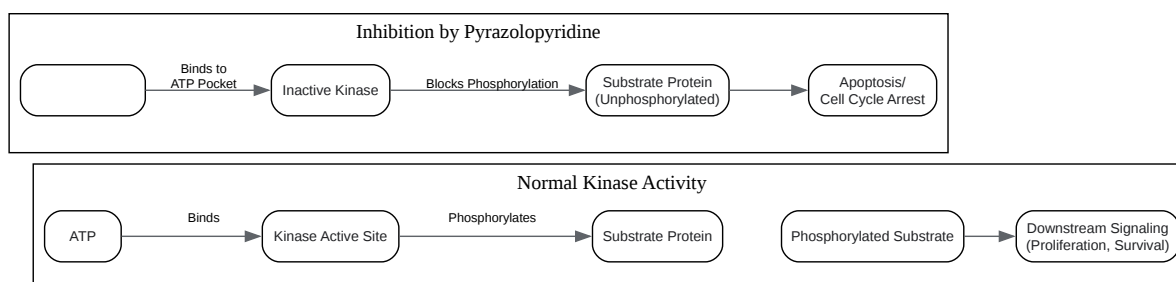 Inhibition by Pyrazolopyridine
Binds to
ATP Pocket
Inactive Kinase
Blocks Phosphorylation
Substrate Protein
(Unphosphorylated)
Apoptosis/
Cell Cycle Arrest
Normal Kinase Activity
ATP
Binds
Kinase Active Site
Phosphorylates
Substrate Protein
Phosphorylated Substrate
Downstream Signaling
(Proliferation, Survival)